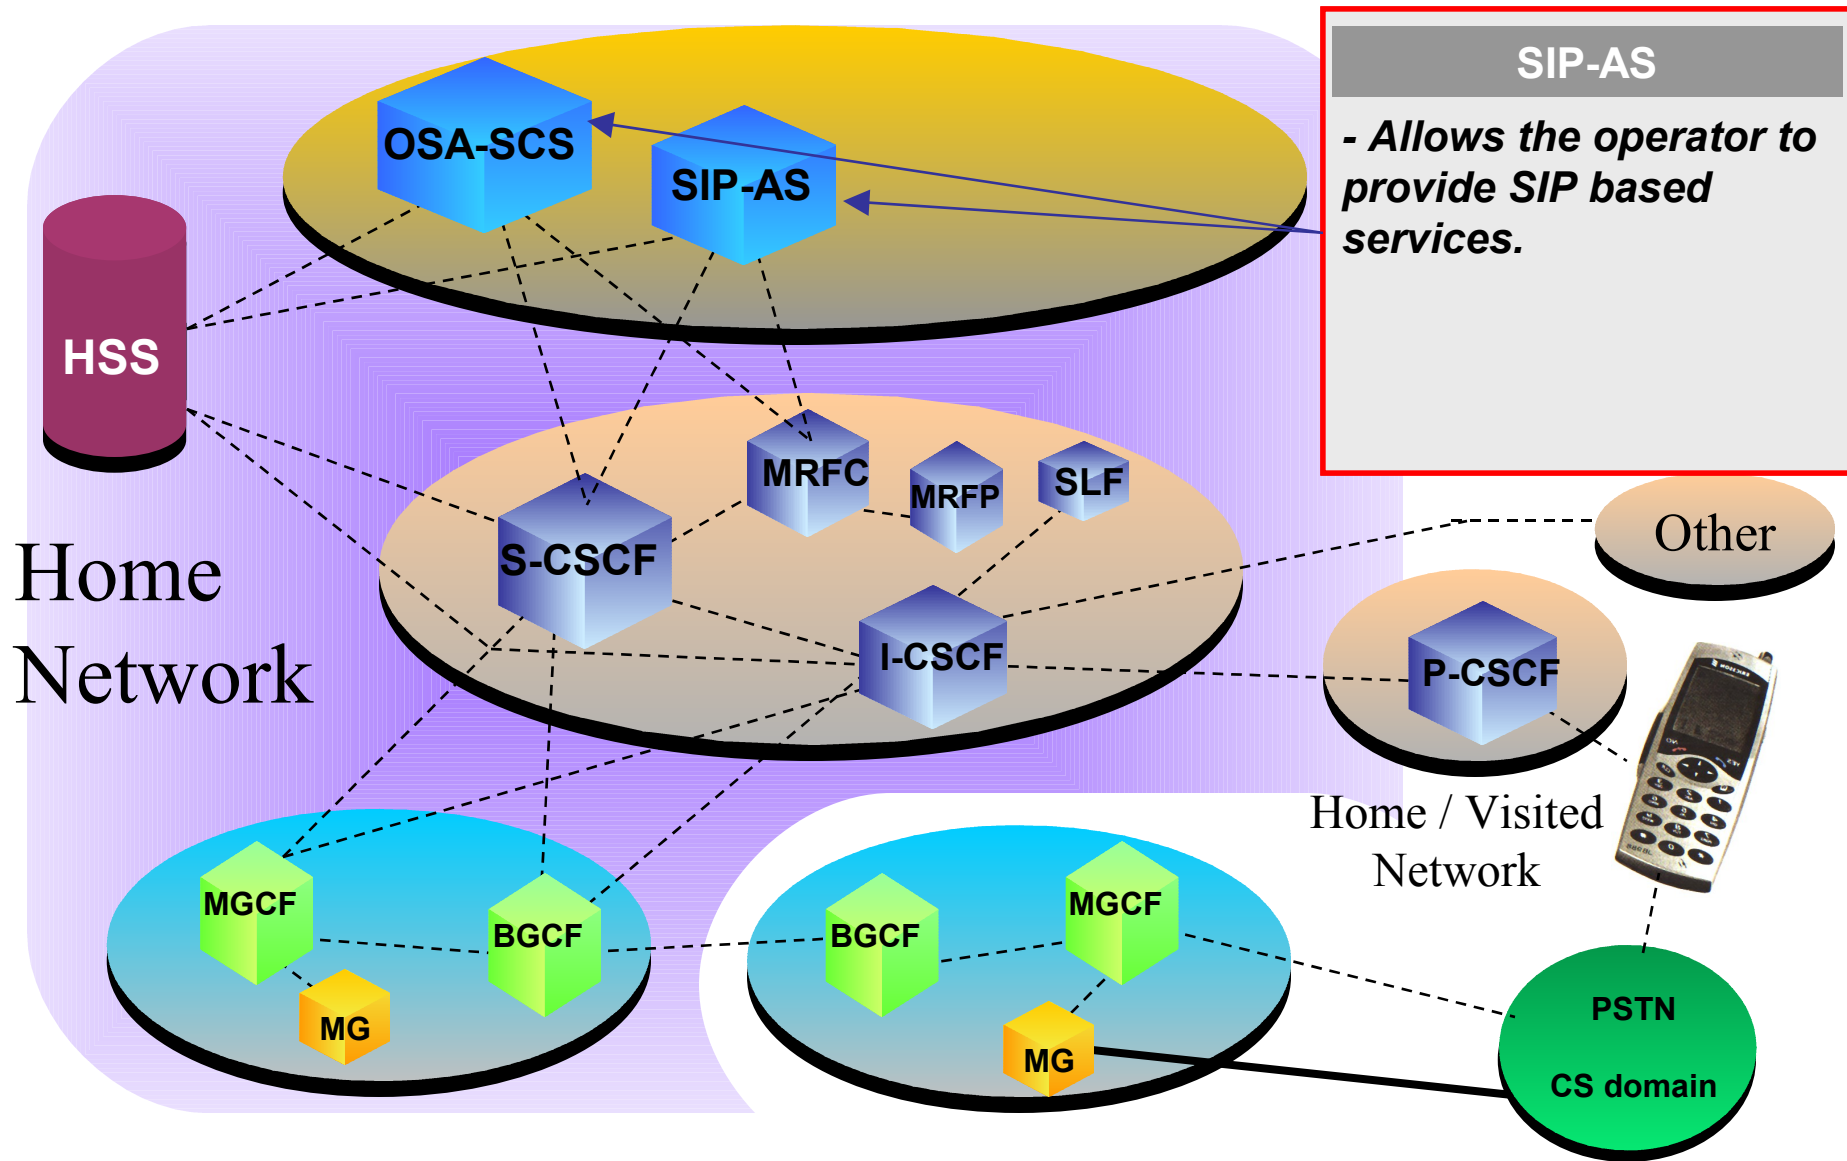 SIP-AS
- Allows the operator to
provide SIP based
services.
OSA-SCS
SIP-AS
HSS
MRFC
MRFP
SLF
S-CSCF
Other
Home
Network
I-CSCF
P-CSCF
Home / Visited
Network
MGCF
BGCF
MG
BGCF
MGCF
MG
PSTN
CS domain